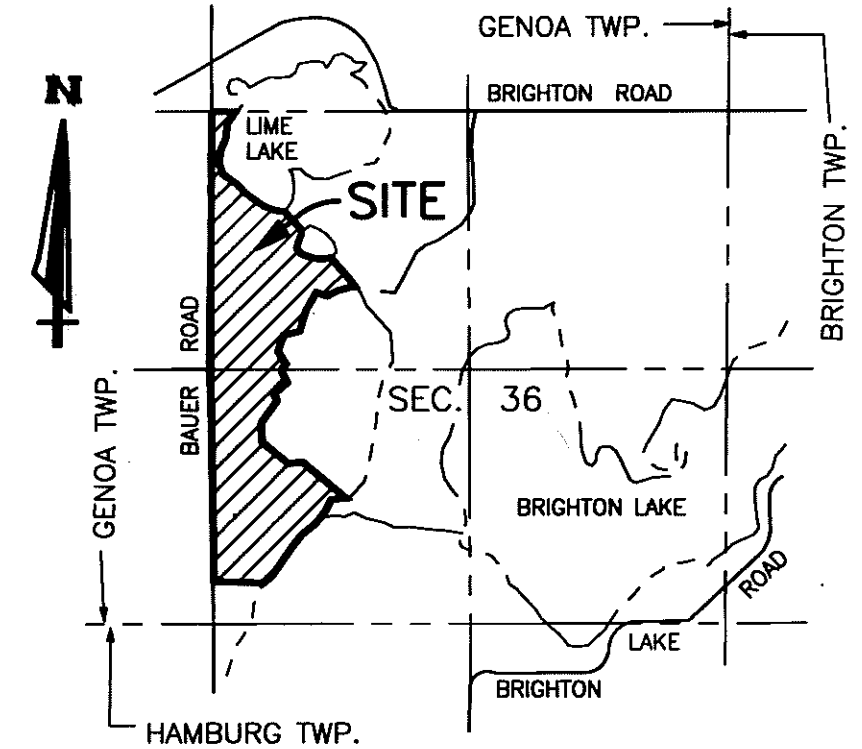 GENOA TWP.
N
BRIGHTON ROAD
LIME
LAKE
SITE
BRIGHTON TWP.
BAUER ROAD
GENOA TWP.
SEC. 36
BRIGHTON LAKE
ROAD
LAKE
BRIGHTON
HAMBURG TWP.